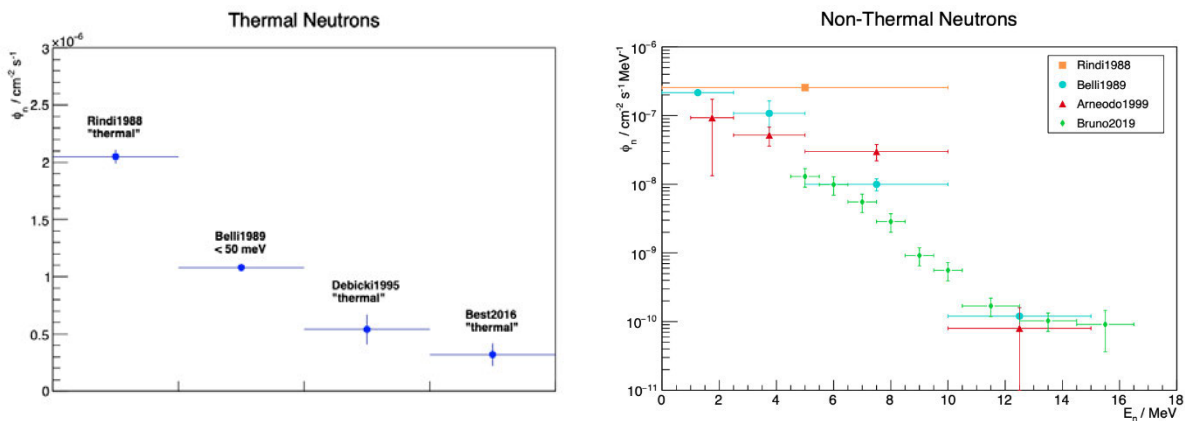 Thermal Neutrons
×10⁻⁶
ϕₙ / cm⁻² s⁻¹
3
2.5
2
1.5
1
0.5
0
Rindi1988
"thermal"
Belli1989
< 50 meV
Debicki1995
"thermal"
Best2016
"thermal"
Non-Thermal Neutrons
ϕₙ / cm⁻² s⁻¹ MeV⁻¹
10⁻⁶
10⁻⁷
10⁻⁸
10⁻⁹
10⁻¹⁰
10⁻¹¹
Rindi1988
Belli1989
Arneodo1999
Bruno2019
0 2 4 6 8 10 12 14 16 18
Eₙ / MeV